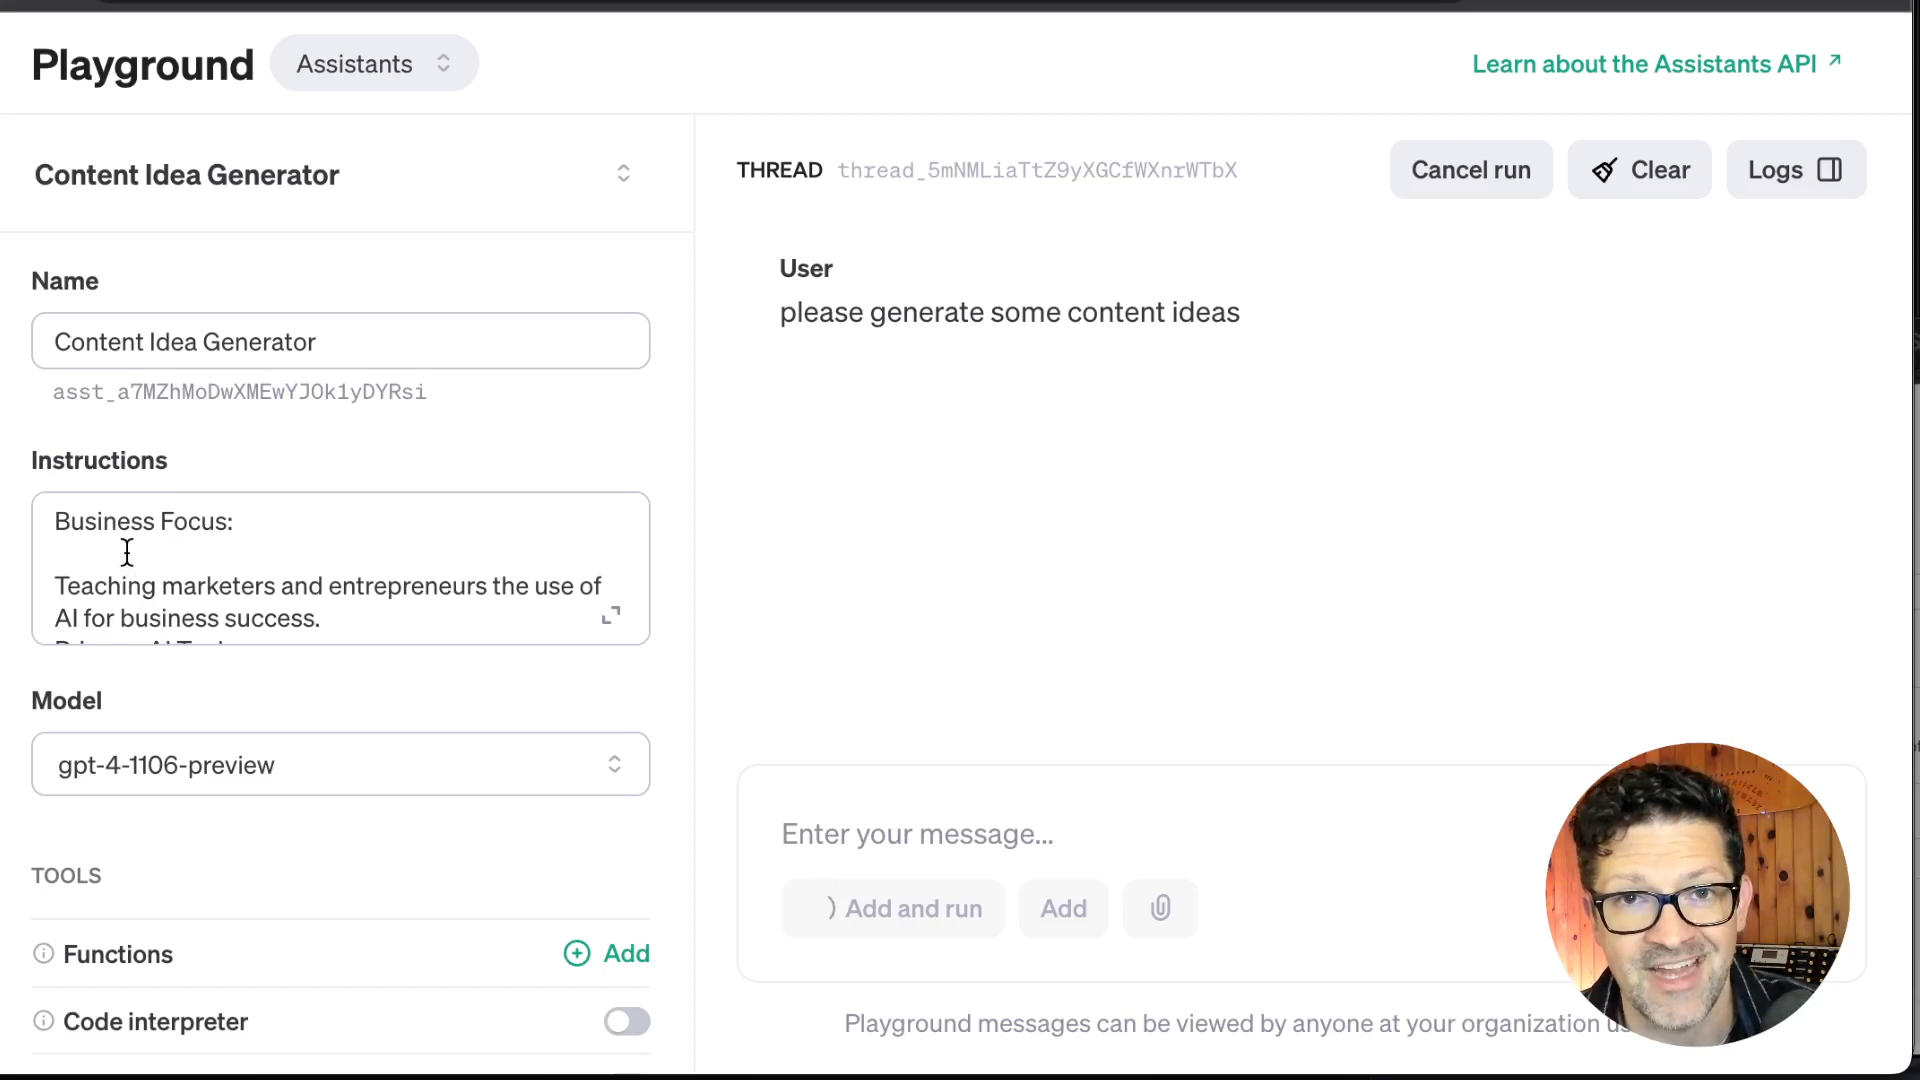 Playground
Assistants
Learn about the Assistants API
Content Idea Generator
THREAD thread_5mNMLiaTtZ9yXGCfWXnrWTbX
Cancel run
Clear
Logs
Name
Content Idea Generator
asst_a7MZhMoDwXMEwYJOk1yDYRsi
User
please generate some content ideas
Instructions
Business Focus:
Teaching marketers and entrepreneurs the use of
AI for business success.
Model
gpt-4-1106-preview
Enter your message...
Add and run
Add
TOOLS
Functions
Add
Code interpreter
Playground messages can be viewed by anyone at your organization